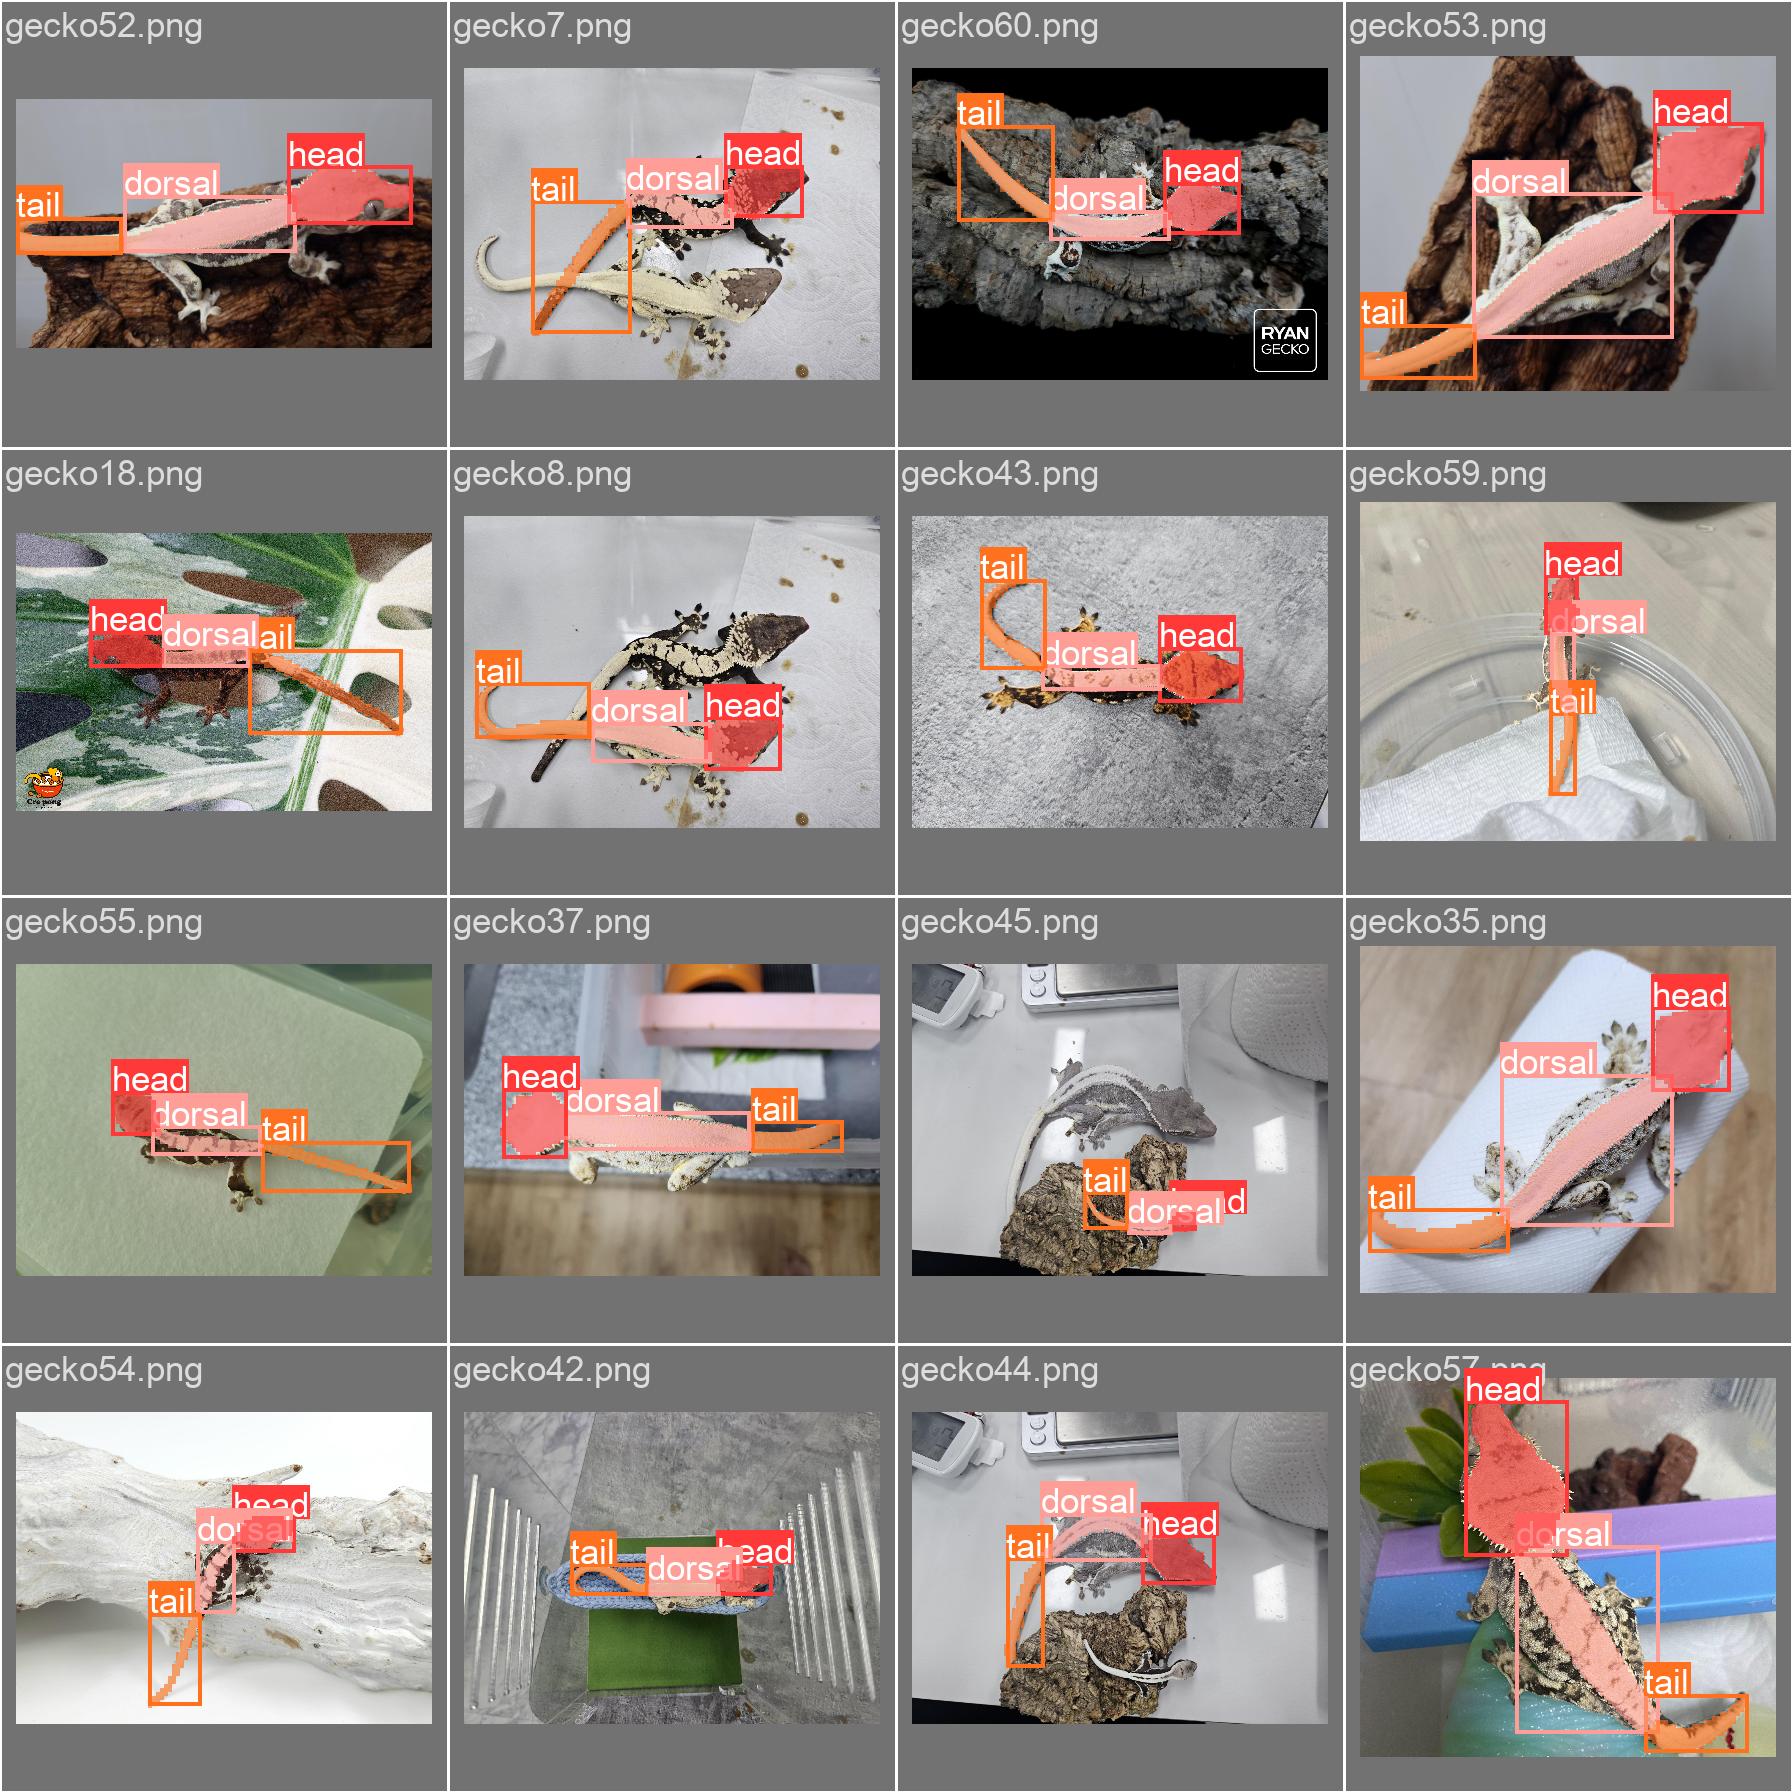 gecko52.png
tail
dorsal
head
gecko7.png
tail
dorsal
head
gecko60.png
tail
dorsal
head
RYAN
GECKO
gecko53.png
head
dorsal
tail
gecko18.png
head
dorsal
ail
gecko8.png
tail
dorsal
head
gecko43.png
tail
dorsal
head
gecko59.png
head
dorsal
tail
gecko55.png
head
dorsal
tail
gecko37.png
head
dorsal
tail
gecko45.png
tail
dorsal
d
gecko35.png
head
dorsal
tail
gecko54.png
head
dorsal
tail
gecko42.png
tail
dorsal
head
gecko44.png
dorsal
head
tail
gecko57.png
head
dorsal
tail